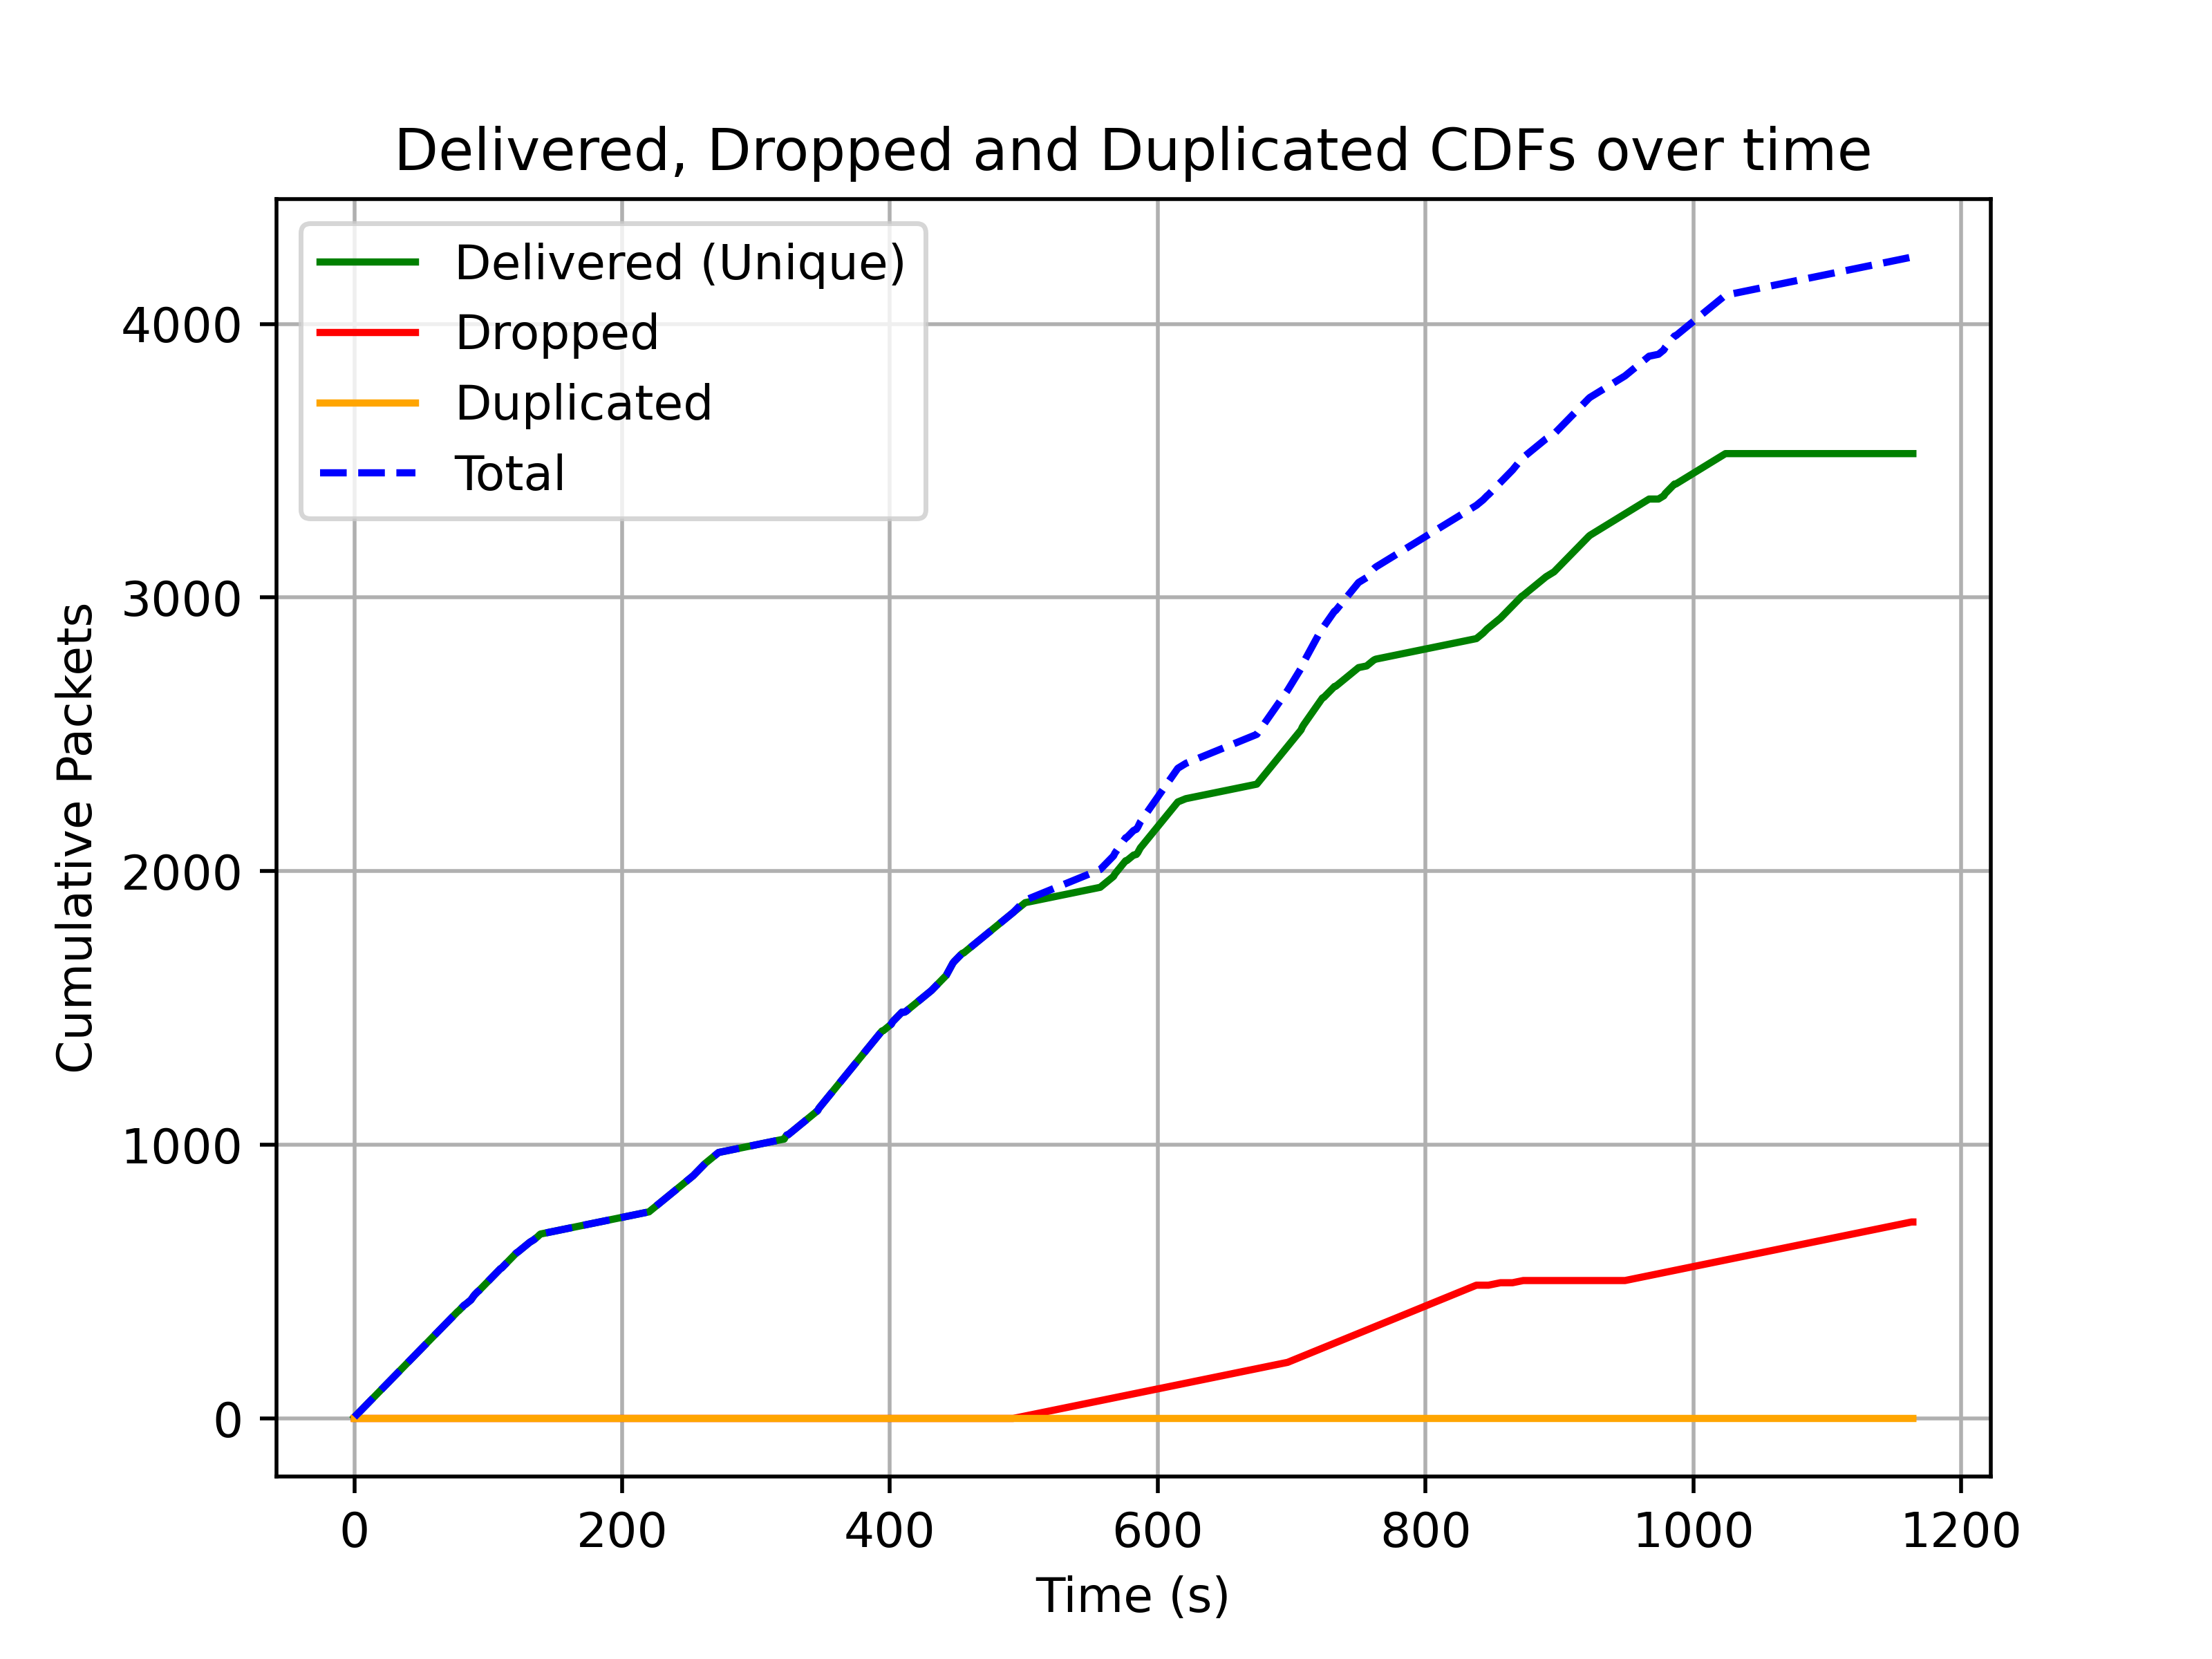 Delivered, Dropped and Duplicated CDFs over time
Delivered (Unique)
Dropped
Duplicated
Total
Cumulative Packets
4000
3000
2000
1000
0
0 200 400 600 800 1000 1200
Time (s)